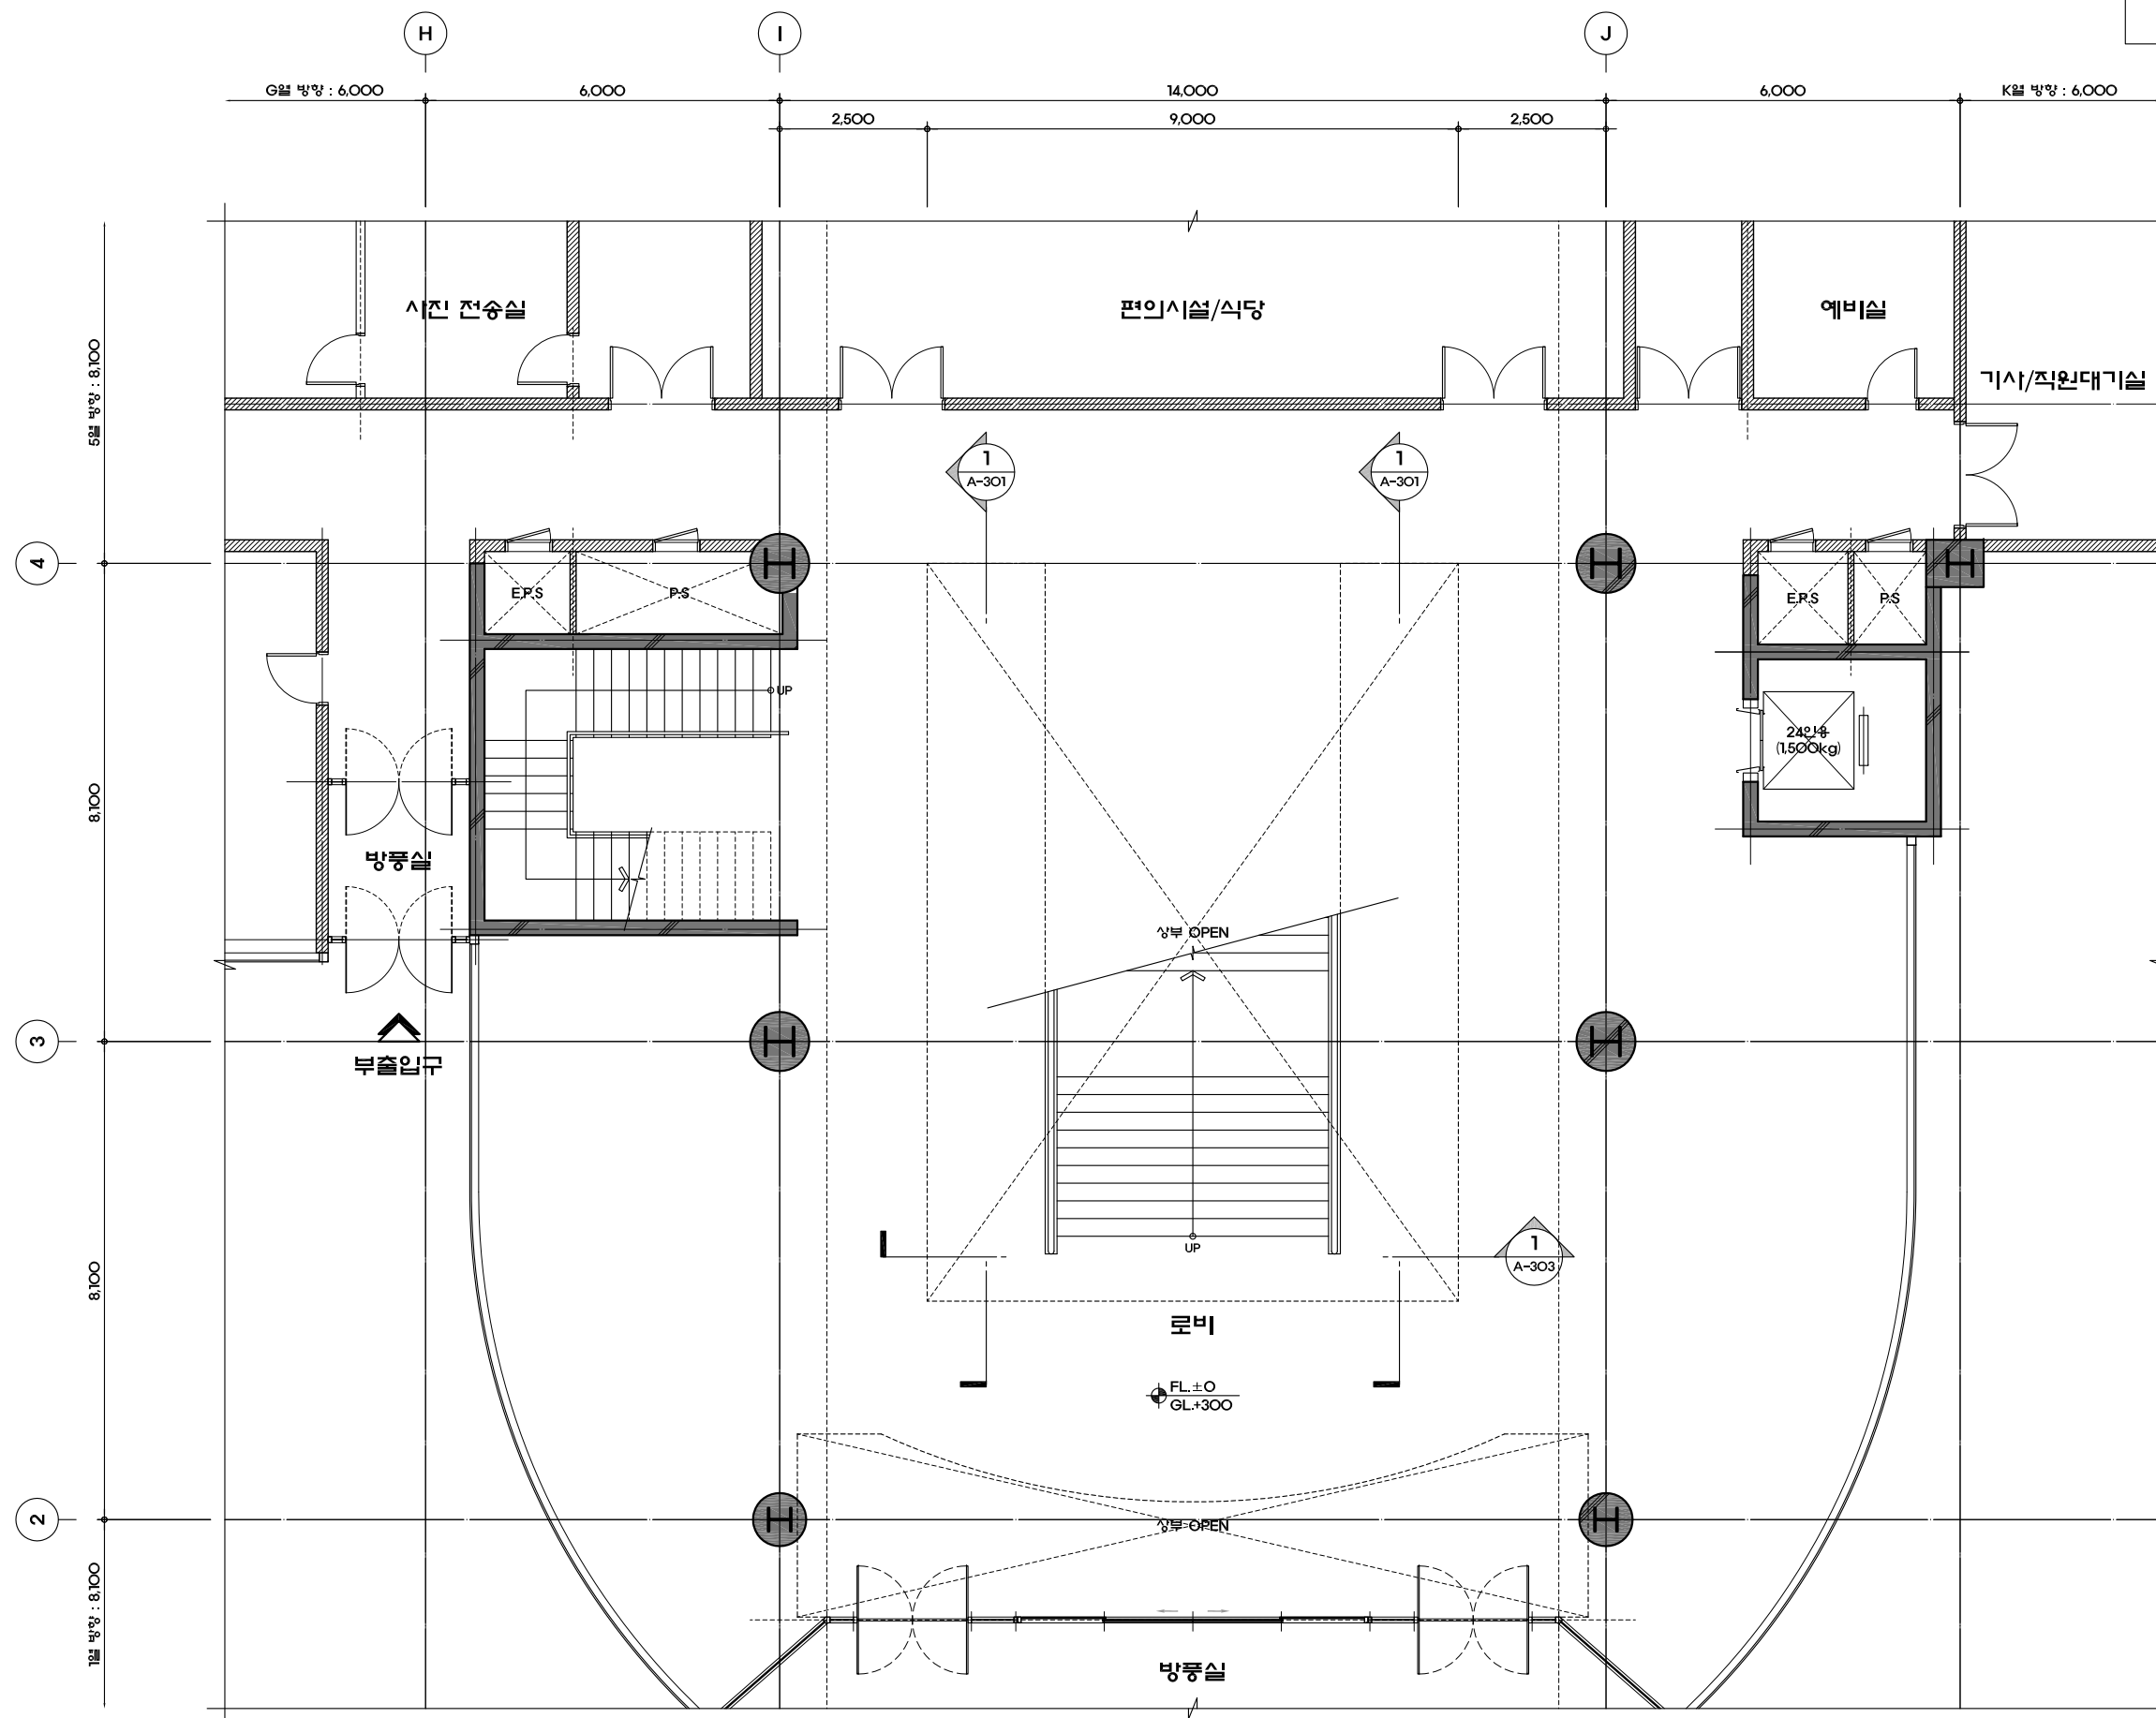 H
I
J
G열 방향 : 6,000
6,000
14,000
6,000
K열 방향 : 6,000
2,500
9,000
2,500
사진 전송실
편의시설/식당
예비실
기사/직원대기실
5열 방향 : 8,100
1
A-301
1
A-301
4
H
H
H
E.P.S
P.S
E.P.S
P.S
UP
24인용
(1,500kg)
8,100
방풍실
상부 OPEN
3
H
H
부출입구
UP
1
A-303
8,100
로비
FL.±0
GL.+300
2
H
H
상부 OPEN
1열 방향 : 8,100
방풍실